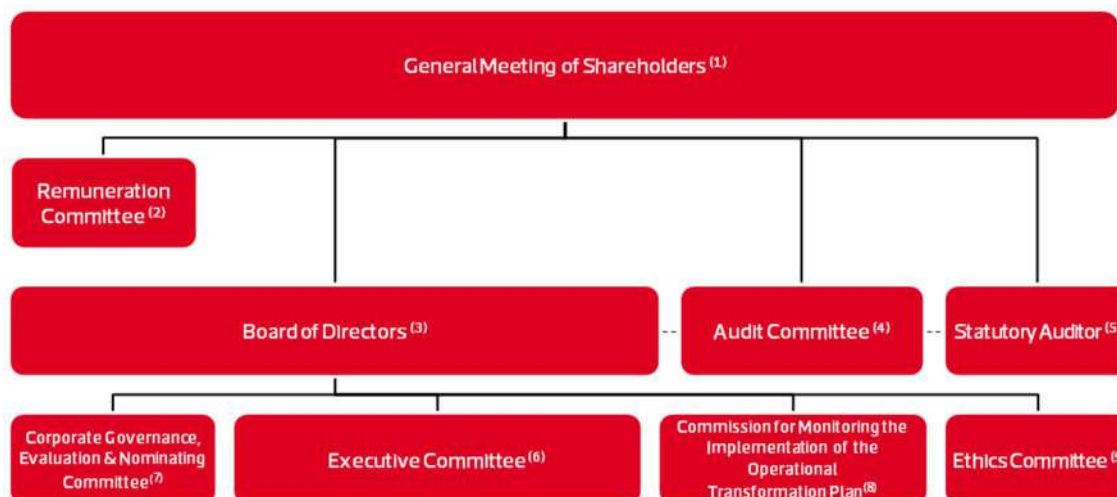 General Meeting of Shareholders (1)
Remuneration
Committee (2)
Board of Directors (3)
Audit Committee (4)
Statutory Auditor (5)
Corporate Governance,
Evaluation & Nominating
Committee(7)
Executive Committee (6)
Commission for Monitoring the
Implementation of the
Operational
Transformation Plan(8)
Ethics Committee (9